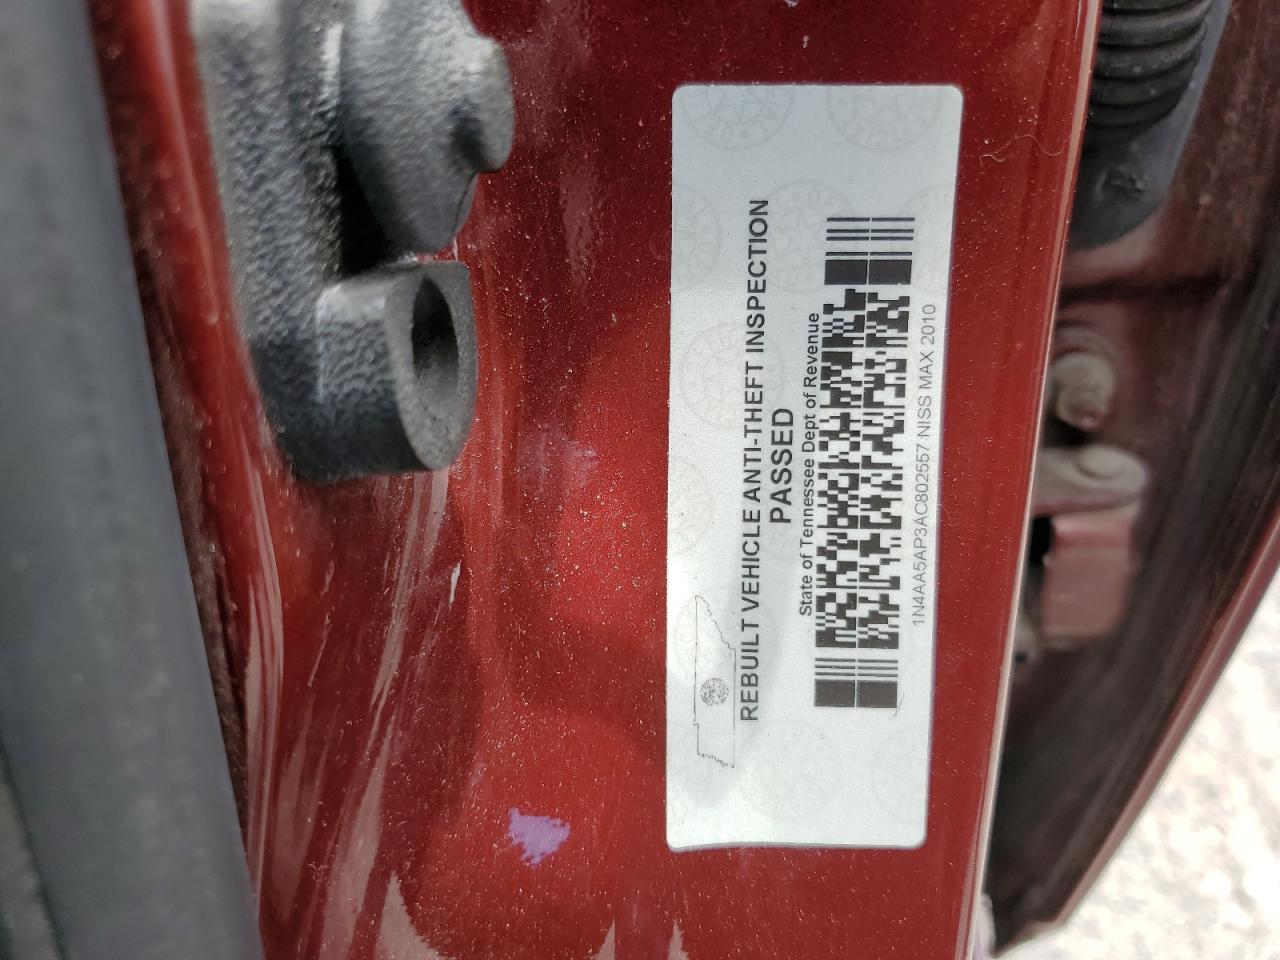 REBUILT VEHICLE ANTI-THEFT INSPECTION
PASSED
State of Tennessee Dept of Revenue
1N4AA5AP3AC802557 NISS MAX 2010